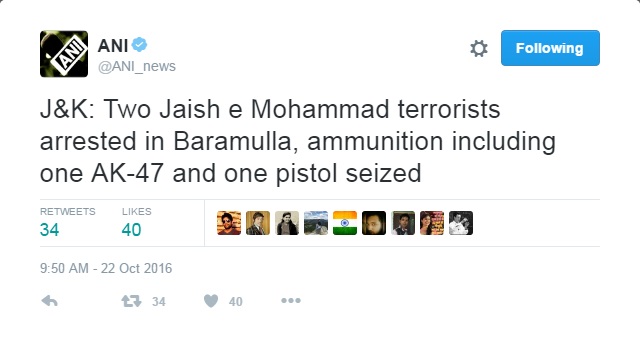 ANI
ANI
@ANI_news
Following
J&K: Two Jaish e Mohammad terrorists
arrested in Baramulla, ammunition including
one AK-47 and one pistol seized
RETWEETS LIKES
34 40
9:50 AM - 22 Oct 2016
34 40